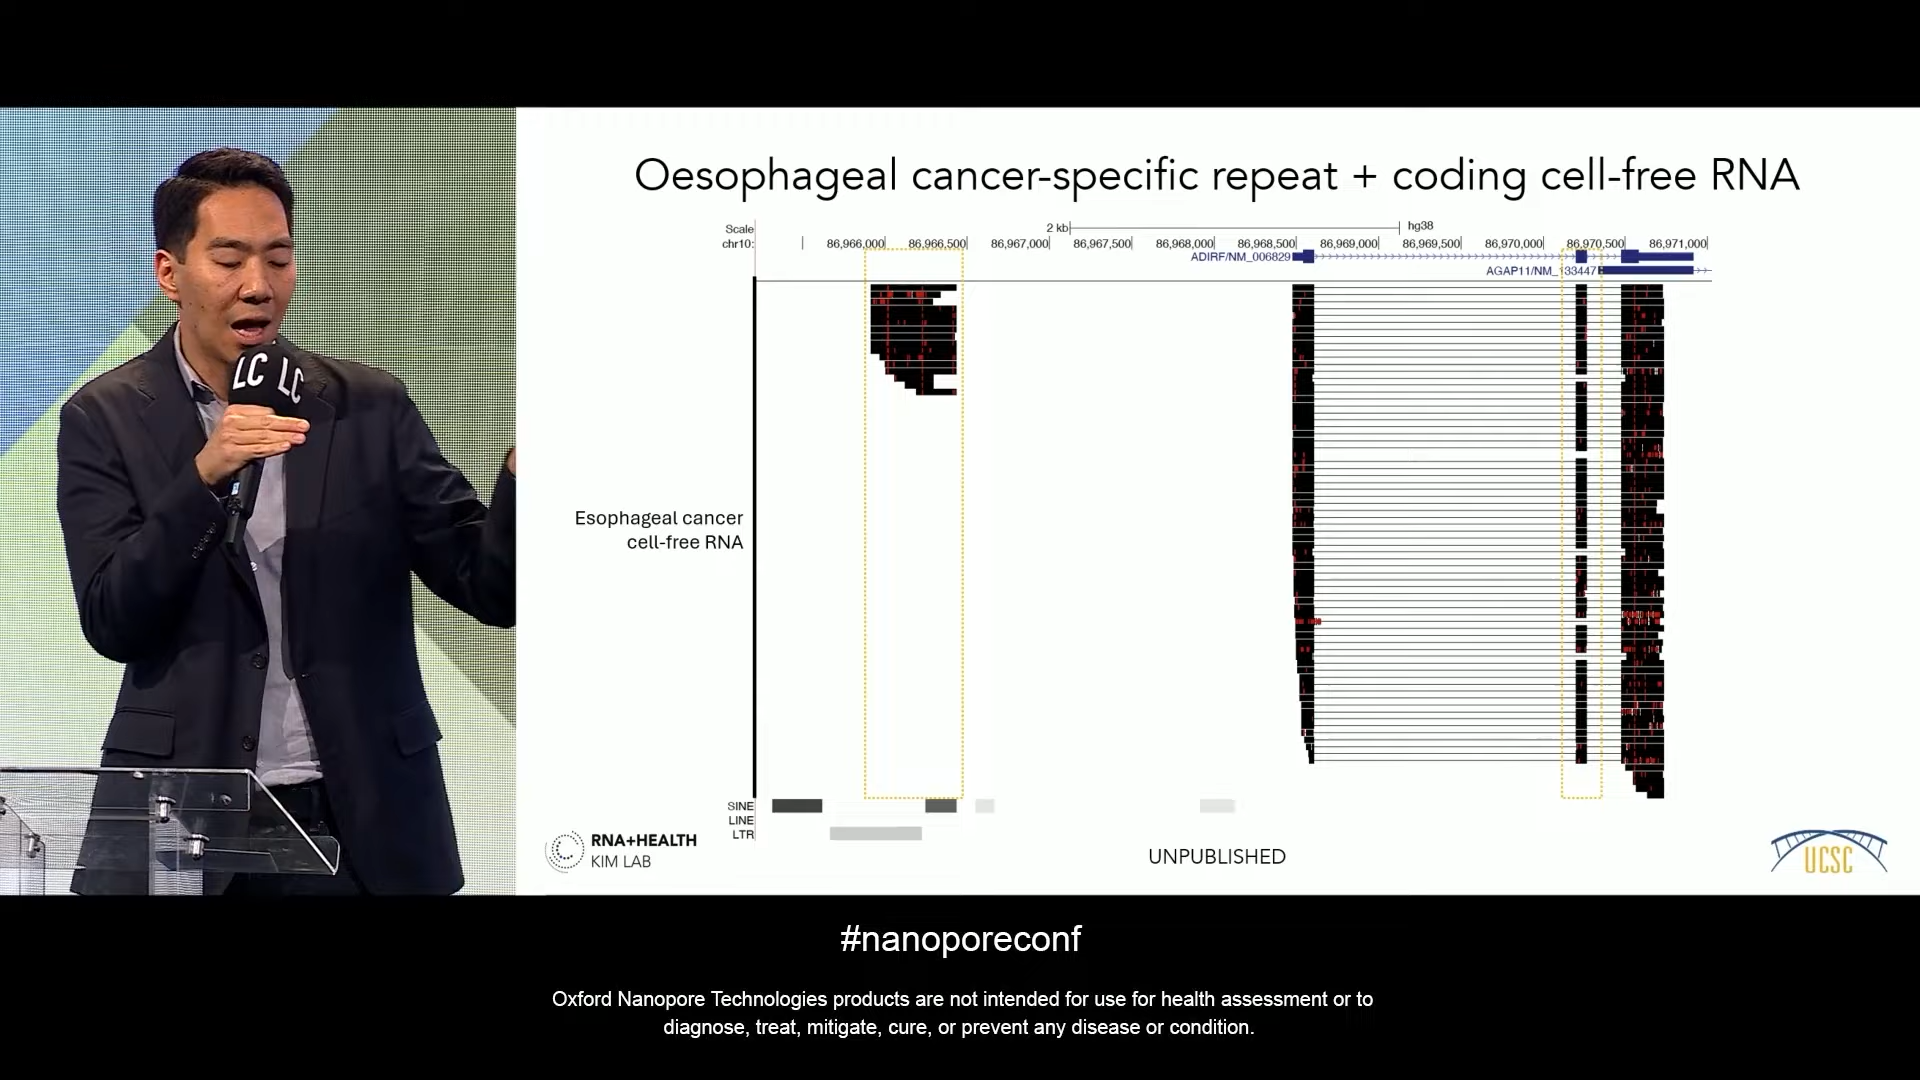 Oesophageal cancer-specific repeat + coding cell-free RNA
Scale
2 kb
hg38
chr10:
86,966,000
86,966,500
86,967,000
86,967,500
86,968,000
86,968,500
86,969,000
86,969,500
86,970,000
86,970,500
86,971,000
ADIRF/NM_006829
AGAP11/NM_133447
LC LC
Esophageal cancer
cell-free RNA
SINE
LINE
LTR
RNA+HEALTH
KIM LAB
UNPUBLISHED
UCSC
#nanoporeconf
Oxford Nanopore Technologies products are not intended for use for health assessment or to
diagnose, treat, mitigate, cure, or prevent any disease or condition.